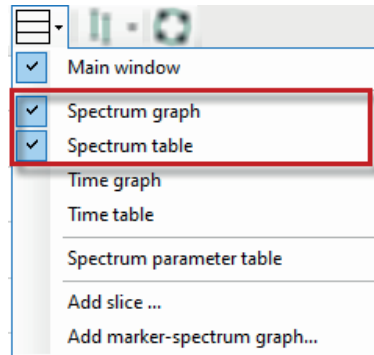 Main window
Spectrum graph
Spectrum table
Time graph
Time table
Spectrum parameter table
Add slice ...
Add marker-spectrum graph...